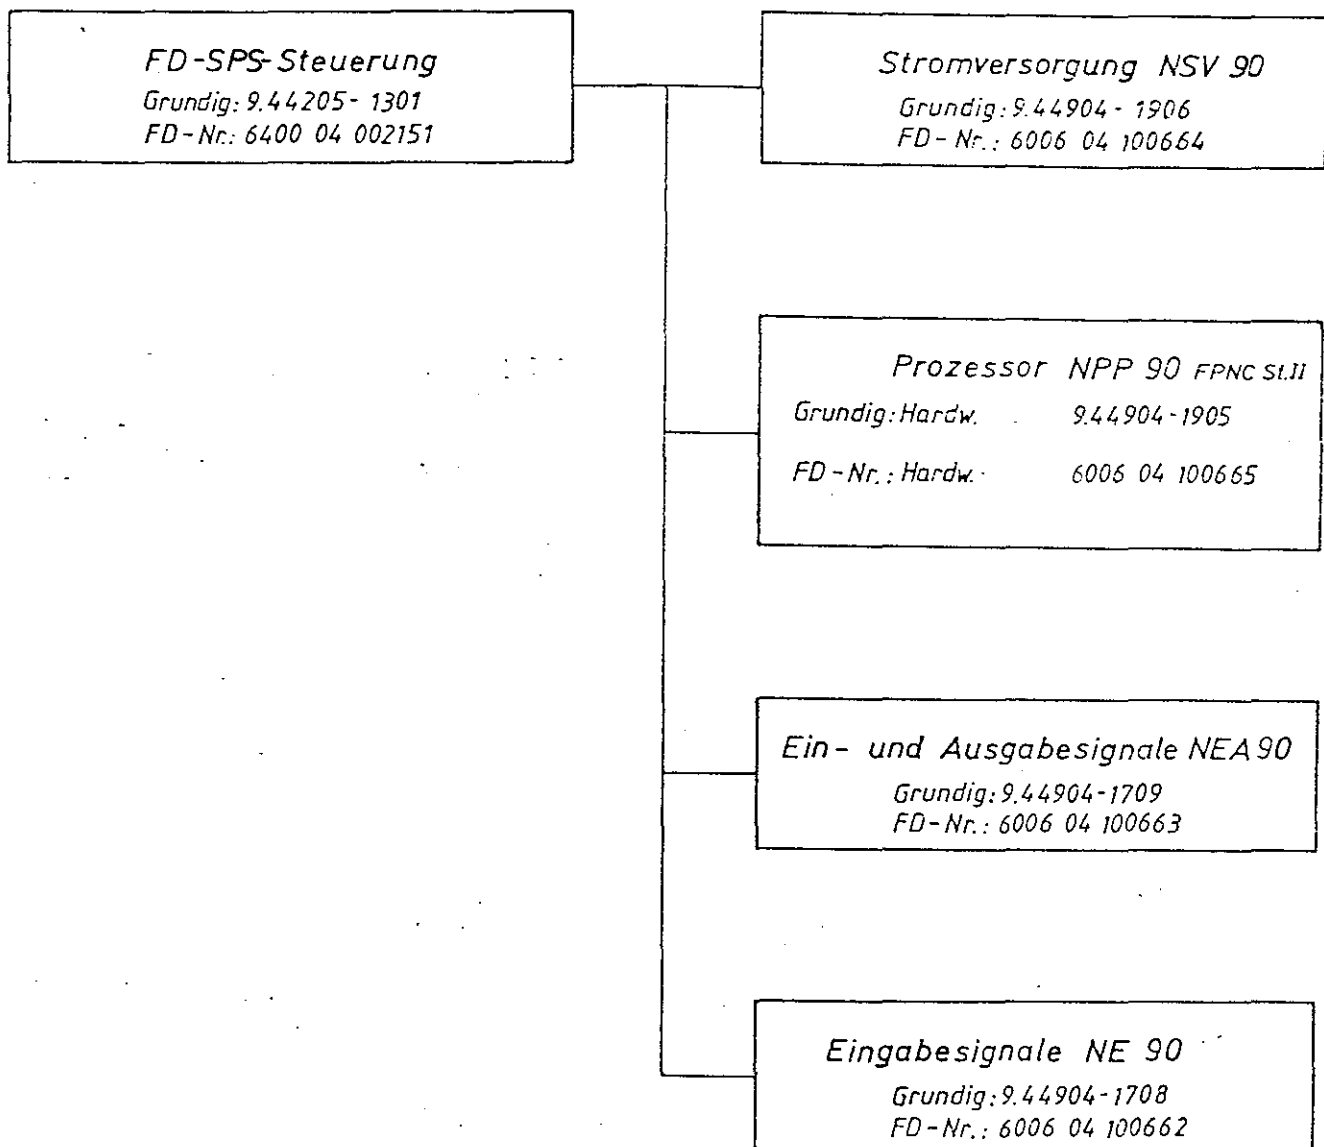 FD-SPS-Steuerung
Grundig: 9.44205-1301
FD-Nr.: 6400 04 002151
Stromversorgung NSV 90
Grundig: 9.44904-1906
FD-Nr.: 6006 04 100664
Prozessor NPP 90 FPNC St.II
Grundig: Hardw. 9.44904-1905
FD-Nr.: Hardw. 6006 04 100665
Ein- und Ausgabesignale NEA 90
Grundig: 9.44904-1709
FD-Nr.: 6006 04 100663
Eingabesignale NE 90
Grundig: 9.44904-1708
FD-Nr.: 6006 04 100662